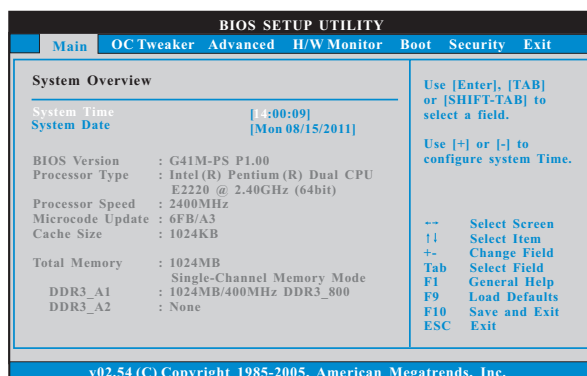 BIOS SETUP UTILITY
Main OC Tweaker Advanced H/W Monitor Boot Security Exit
System Overview
System Time [14:00:09]
System Date [Mon 08/15/2011]
BIOS Version : G41M-PS P1.00
Processor Type : Intel (R) Pentium (R) Dual CPU
E2220 @ 2.40GHz (64bit)
Processor Speed : 2400MHz
Microcode Update : 6FB/A3
Cache Size : 1024KB
Total Memory : 1024MB
Single-Channel Memory Mode
DDR3_A1 : 1024MB/400MHz DDR3_800
DDR3_A2 : None
Use [Enter], [TAB]
or [SHIFT-TAB] to
select a field.
Use [+] or [-] to
configure system Time.
←→ Select Screen
↑↓ Select Item
+- Change Field
Tab Select Field
F1 General Help
F9 Load Defaults
F10 Save and Exit
ESC Exit
v02.54 (C) Copyright 1985-2005, American Megatrends, Inc.